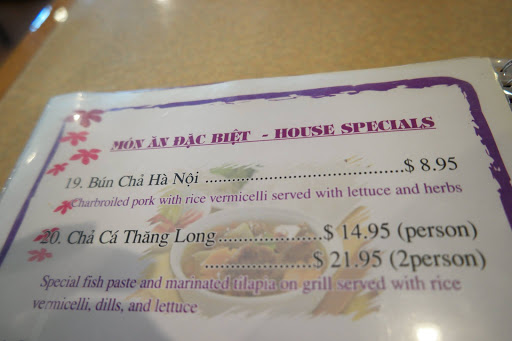 MÓN ĂN ĐẶC BIỆT - HOUSE SPECIALS
19. Bún Chả Hà Nội ....................................$ 8.95
Charbroiled pork with rice vermicelli served with lettuce and herbs
20. Chả Cá Thăng Long...................$ 14.95 (person)
....................$ 21.95 (2person)
Special fish paste and marinated tilapia on grill served with rice
vermicelli, dills, and lettuce